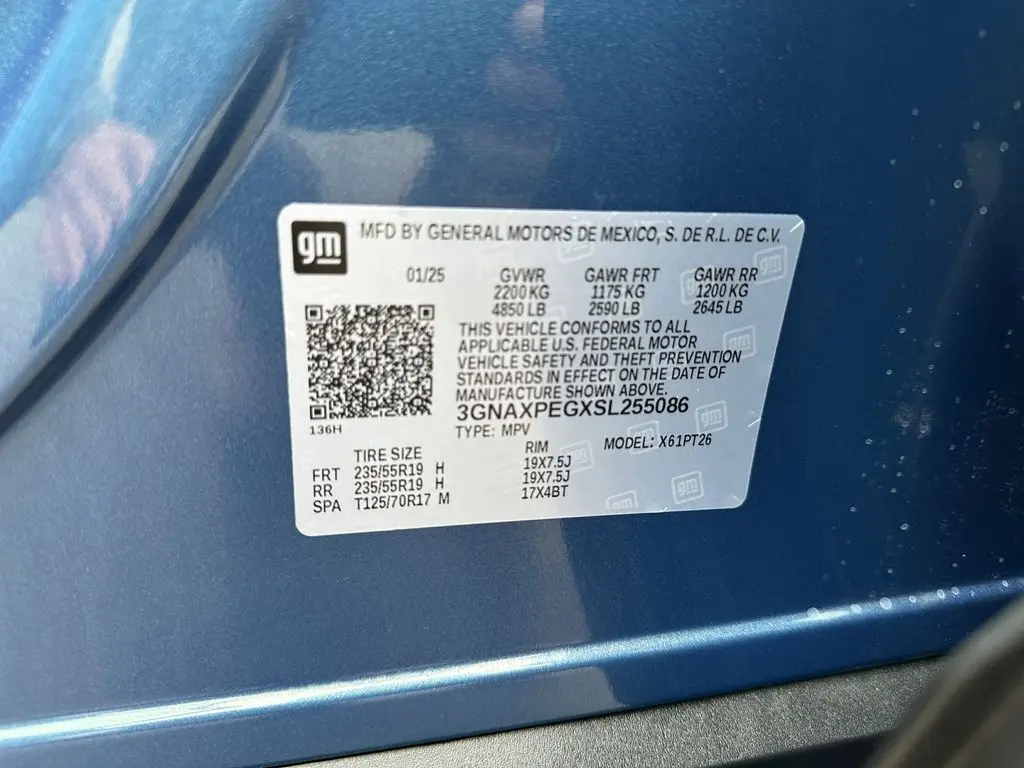 gm MFD BY GENERAL MOTORS DE MEXICO, S. DE R.L. DE C.V.
01/25 GVWR GAWR FRT GAWR RR
2200 KG 1175 KG 1200 KG
4850 LB 2590 LB 2645 LB
THIS VEHICLE CONFORMS TO ALL
APPLICABLE U.S. FEDERAL MOTOR
VEHICLE SAFETY AND THEFT PREVENTION
STANDARDS IN EFFECT ON THE DATE OF
MANUFACTURE SHOWN ABOVE.
3GNAXPEGXSL255086
136H
TYPE: MPV
MODEL: X61PT26
TIRE SIZE RIM
FRT 235/55R19 H 19X7.5J
RR 235/55R19 H 19X7.5J
SPA T125/70R17 M 17X4BT